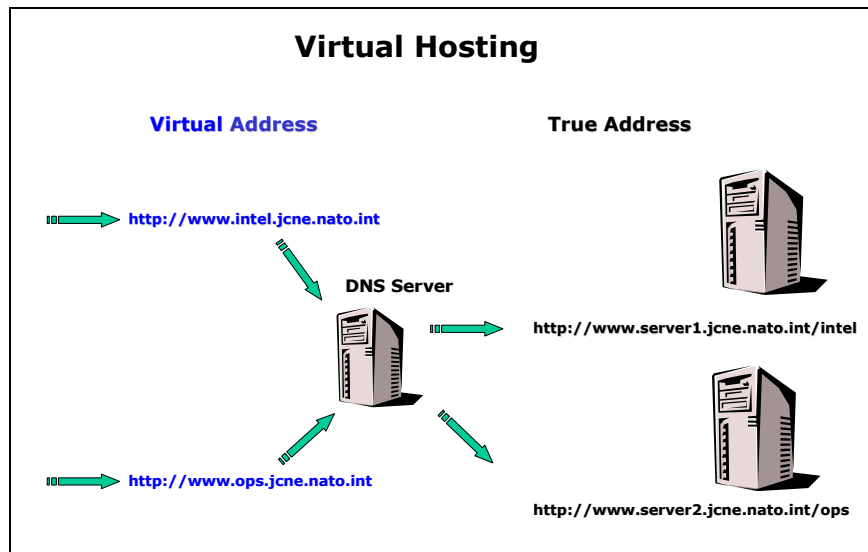 Virtual Hosting
Virtual Address
True Address
http://www.intel.jcne.nato.int
DNS Server
http://www.server1.jcne.nato.int/intel
http://www.ops.jcne.nato.int
http://www.server2.jcne.nato.int/ops